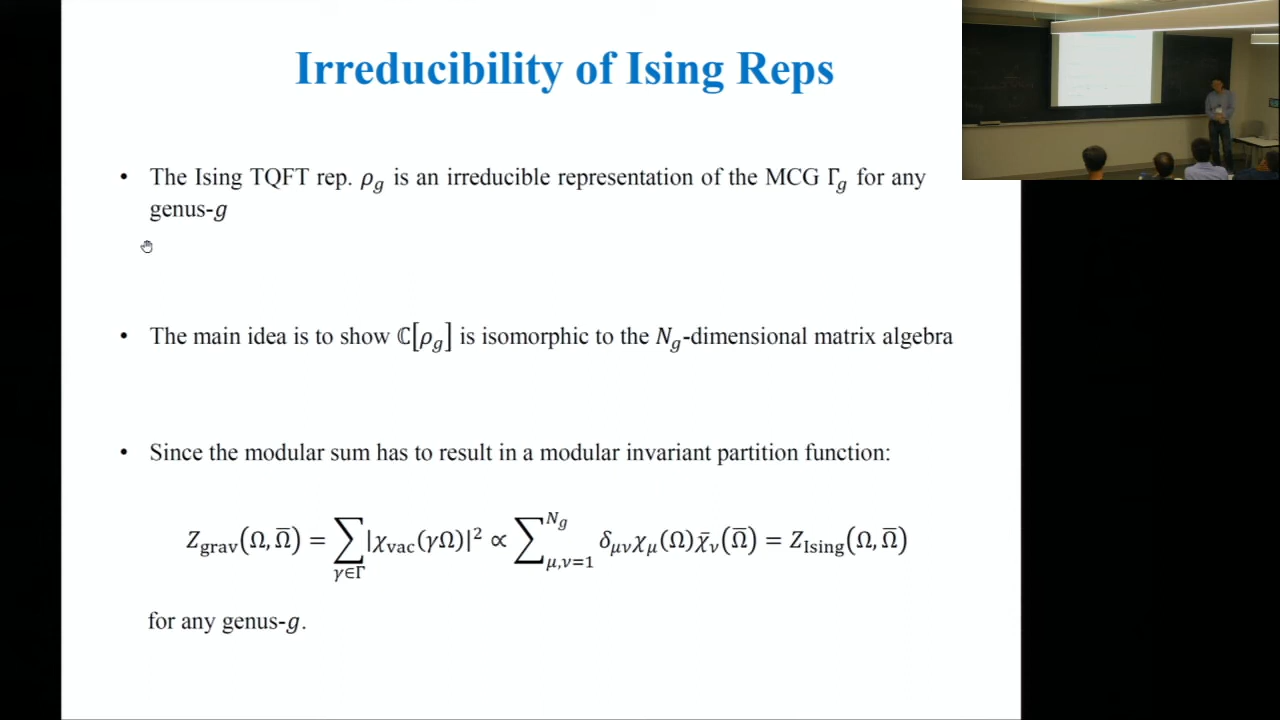 Irreducibility of Ising Reps
• The Ising TQFT rep. ρ_g is an irreducible representation of the MCG Γ_g for any
genus-g
• The main idea is to show ℂ[ρ_g] is isomorphic to the N_g-dimensional matrix algebra
• Since the modular sum has to result in a modular invariant partition function:
Z_grav(Ω, Ω̄) = ∑_{γ∈Γ} |χ_vac(γΩ)|² ∝ ∑_{μ,ν=1}^{N_g} δ_{μν}χ_μ(Ω)χ̄_ν(Ω̄) = Z_Ising(Ω, Ω̄)
for any genus-g.